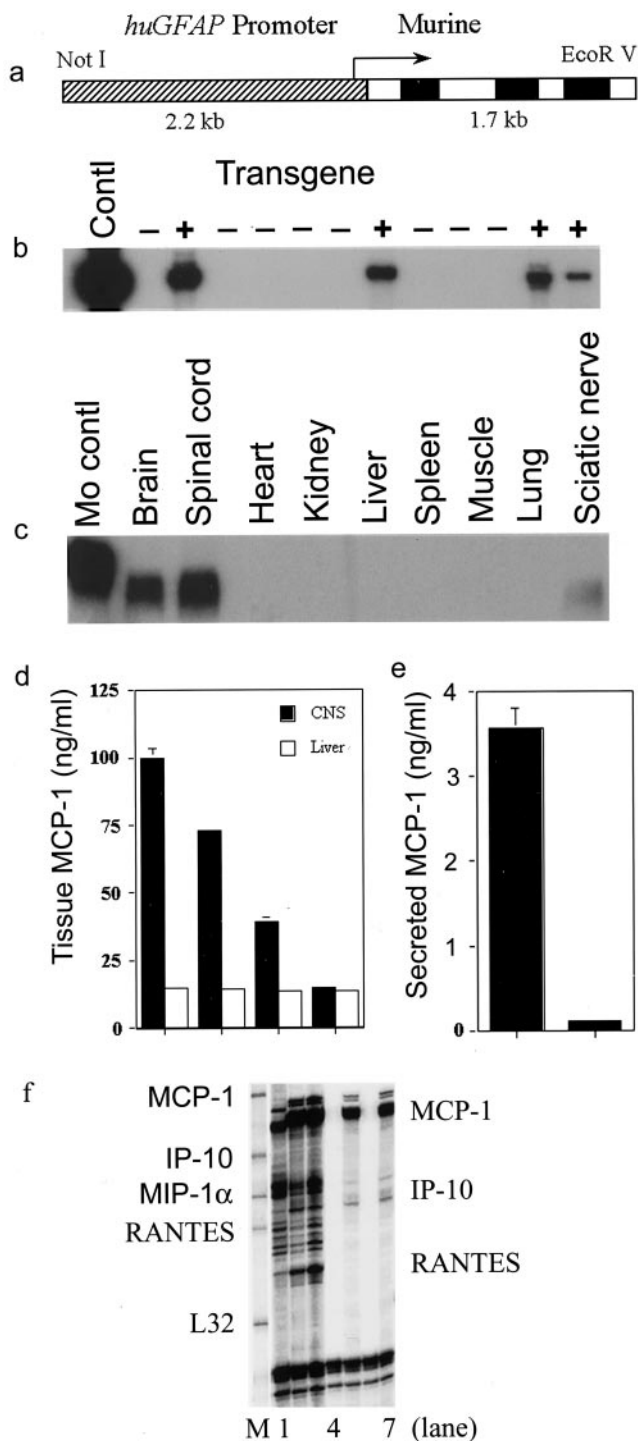 huGFAP Promoter Murine
a Not I EcoR V
2.2 kb 1.7 kb
Transgene
Contl − + − − − − + − − − + +
b
Mo contl Brain Spinal cord Heart Kidney Liver Spleen Muscle Lung Sciatic nerve
c
d
Tissue MCP-1 (ng/ml)
125
100
75
50
25
0
CNS
Liver
e
Secreted MCP-1 (ng/ml)
4
3
2
1
0
f
MCP-1
IP-10
MIP-1α
RANTES
L32
MCP-1
IP-10
RANTES
M 1 4 7 (lane)